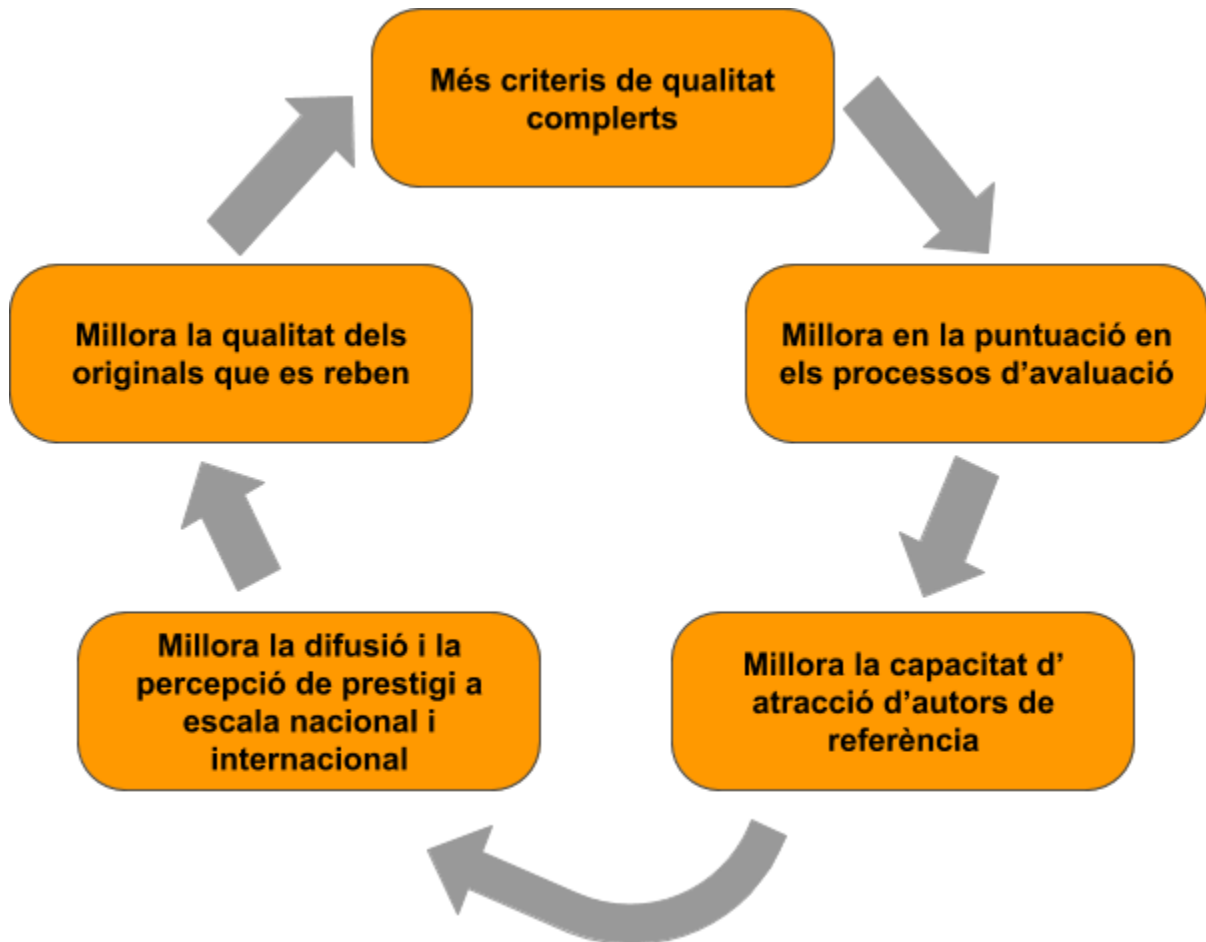 Més criteris de qualitat
complerts
Millora en la puntuació en
els processos d’avaluació
Millora la capacitat d’
atracció d’autors de
referència
Millora la difusió i la
percepció de prestigi a
escala nacional i
internacional
Millora la qualitat dels
originals que es reben